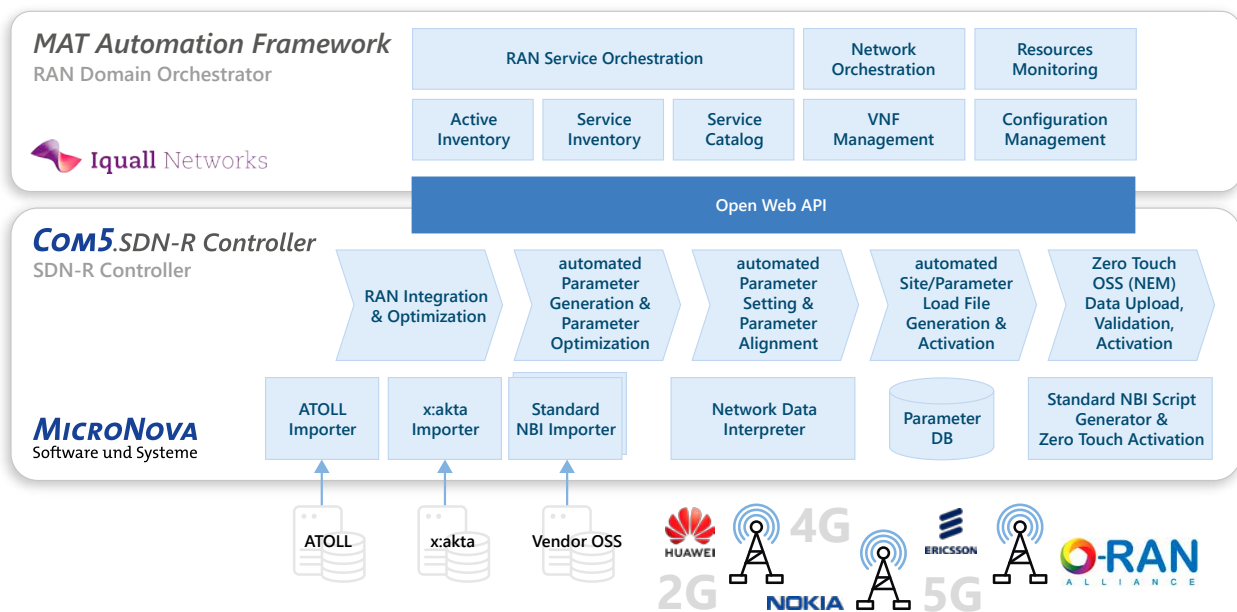 MAT Automation Framework
RAN Domain Orchestrator
Iquall Networks
RAN Service Orchestration
Network
Orchestration
Resources
Monitoring
Active
Inventory
Service
Inventory
Service
Catalog
VNF
Management
Configuration
Management
Open Web API
COM5.SDN-R Controller
SDN-R Controller
RAN Integration
& Optimization
automated
Parameter
Generation &
Parameter
Optimization
automated
Parameter
Setting &
Parameter
Alignment
automated
Site/Parameter
Load File
Generation &
Activation
Zero Touch
OSS (NEM)
Data Upload,
Validation,
Activation
MICRONOVA
Software und Systeme
ATOLL
Importer
x:akta
Importer
Standard
NBI Importer
Network Data
Interpreter
Parameter
DB
Standard NBI Script
Generator &
Zero Touch Activation
ATOLL
x:akta
Vendor OSS
HUAWEI
2G
4G
NOKIA
ERICSSON
5G
O-RAN
ALLIANCE